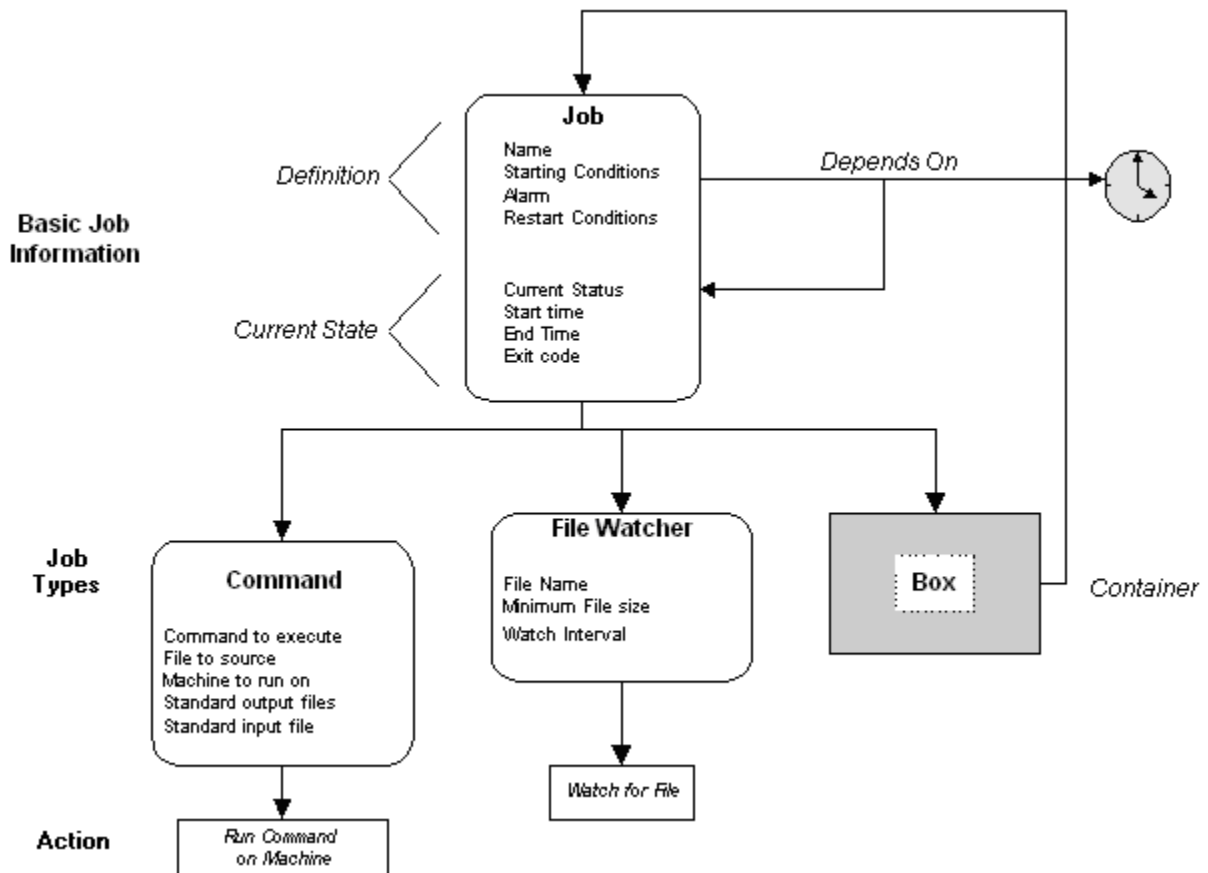 Job
Name
Starting Conditions
Alarm
Restart Conditions
Definition
Depends On
Basic Job
Information
Current Status
Start time
End Time
Exit code
Current State
Job
Types
Command
Command to execute
File to source
Machine to run on
Standard output files
Standard input file
File Watcher
File Name
Minimum File size
Watch Interval
Box
Container
Action
Run Command
on Machine
Watch for File